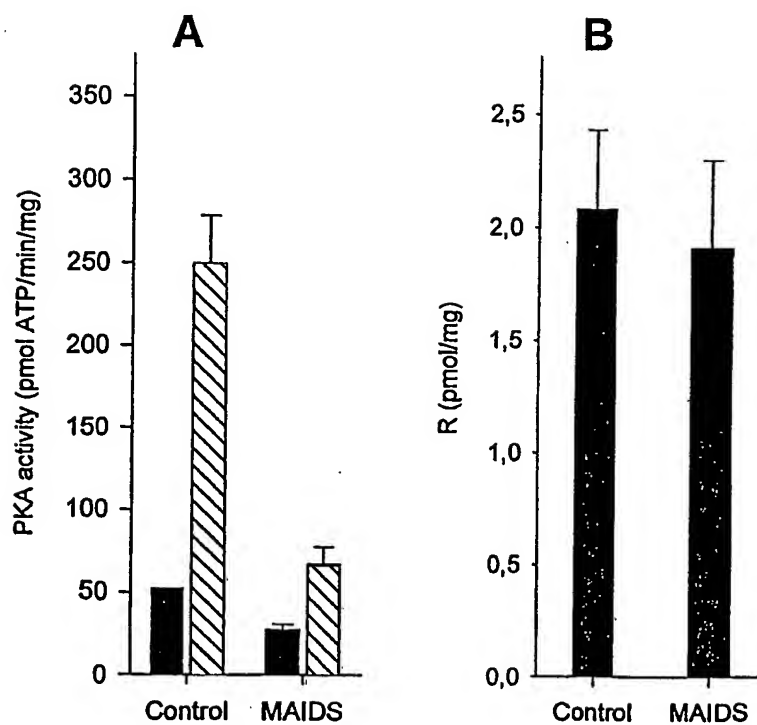 A
PKA activity (pmol ATP/min/mg)
350
300
250
200
150
100
50
0
Control MAIDS
B
R (pmol/mg)
2,5
2,0
1,5
1,0
0,5
0,0
Control MAIDS